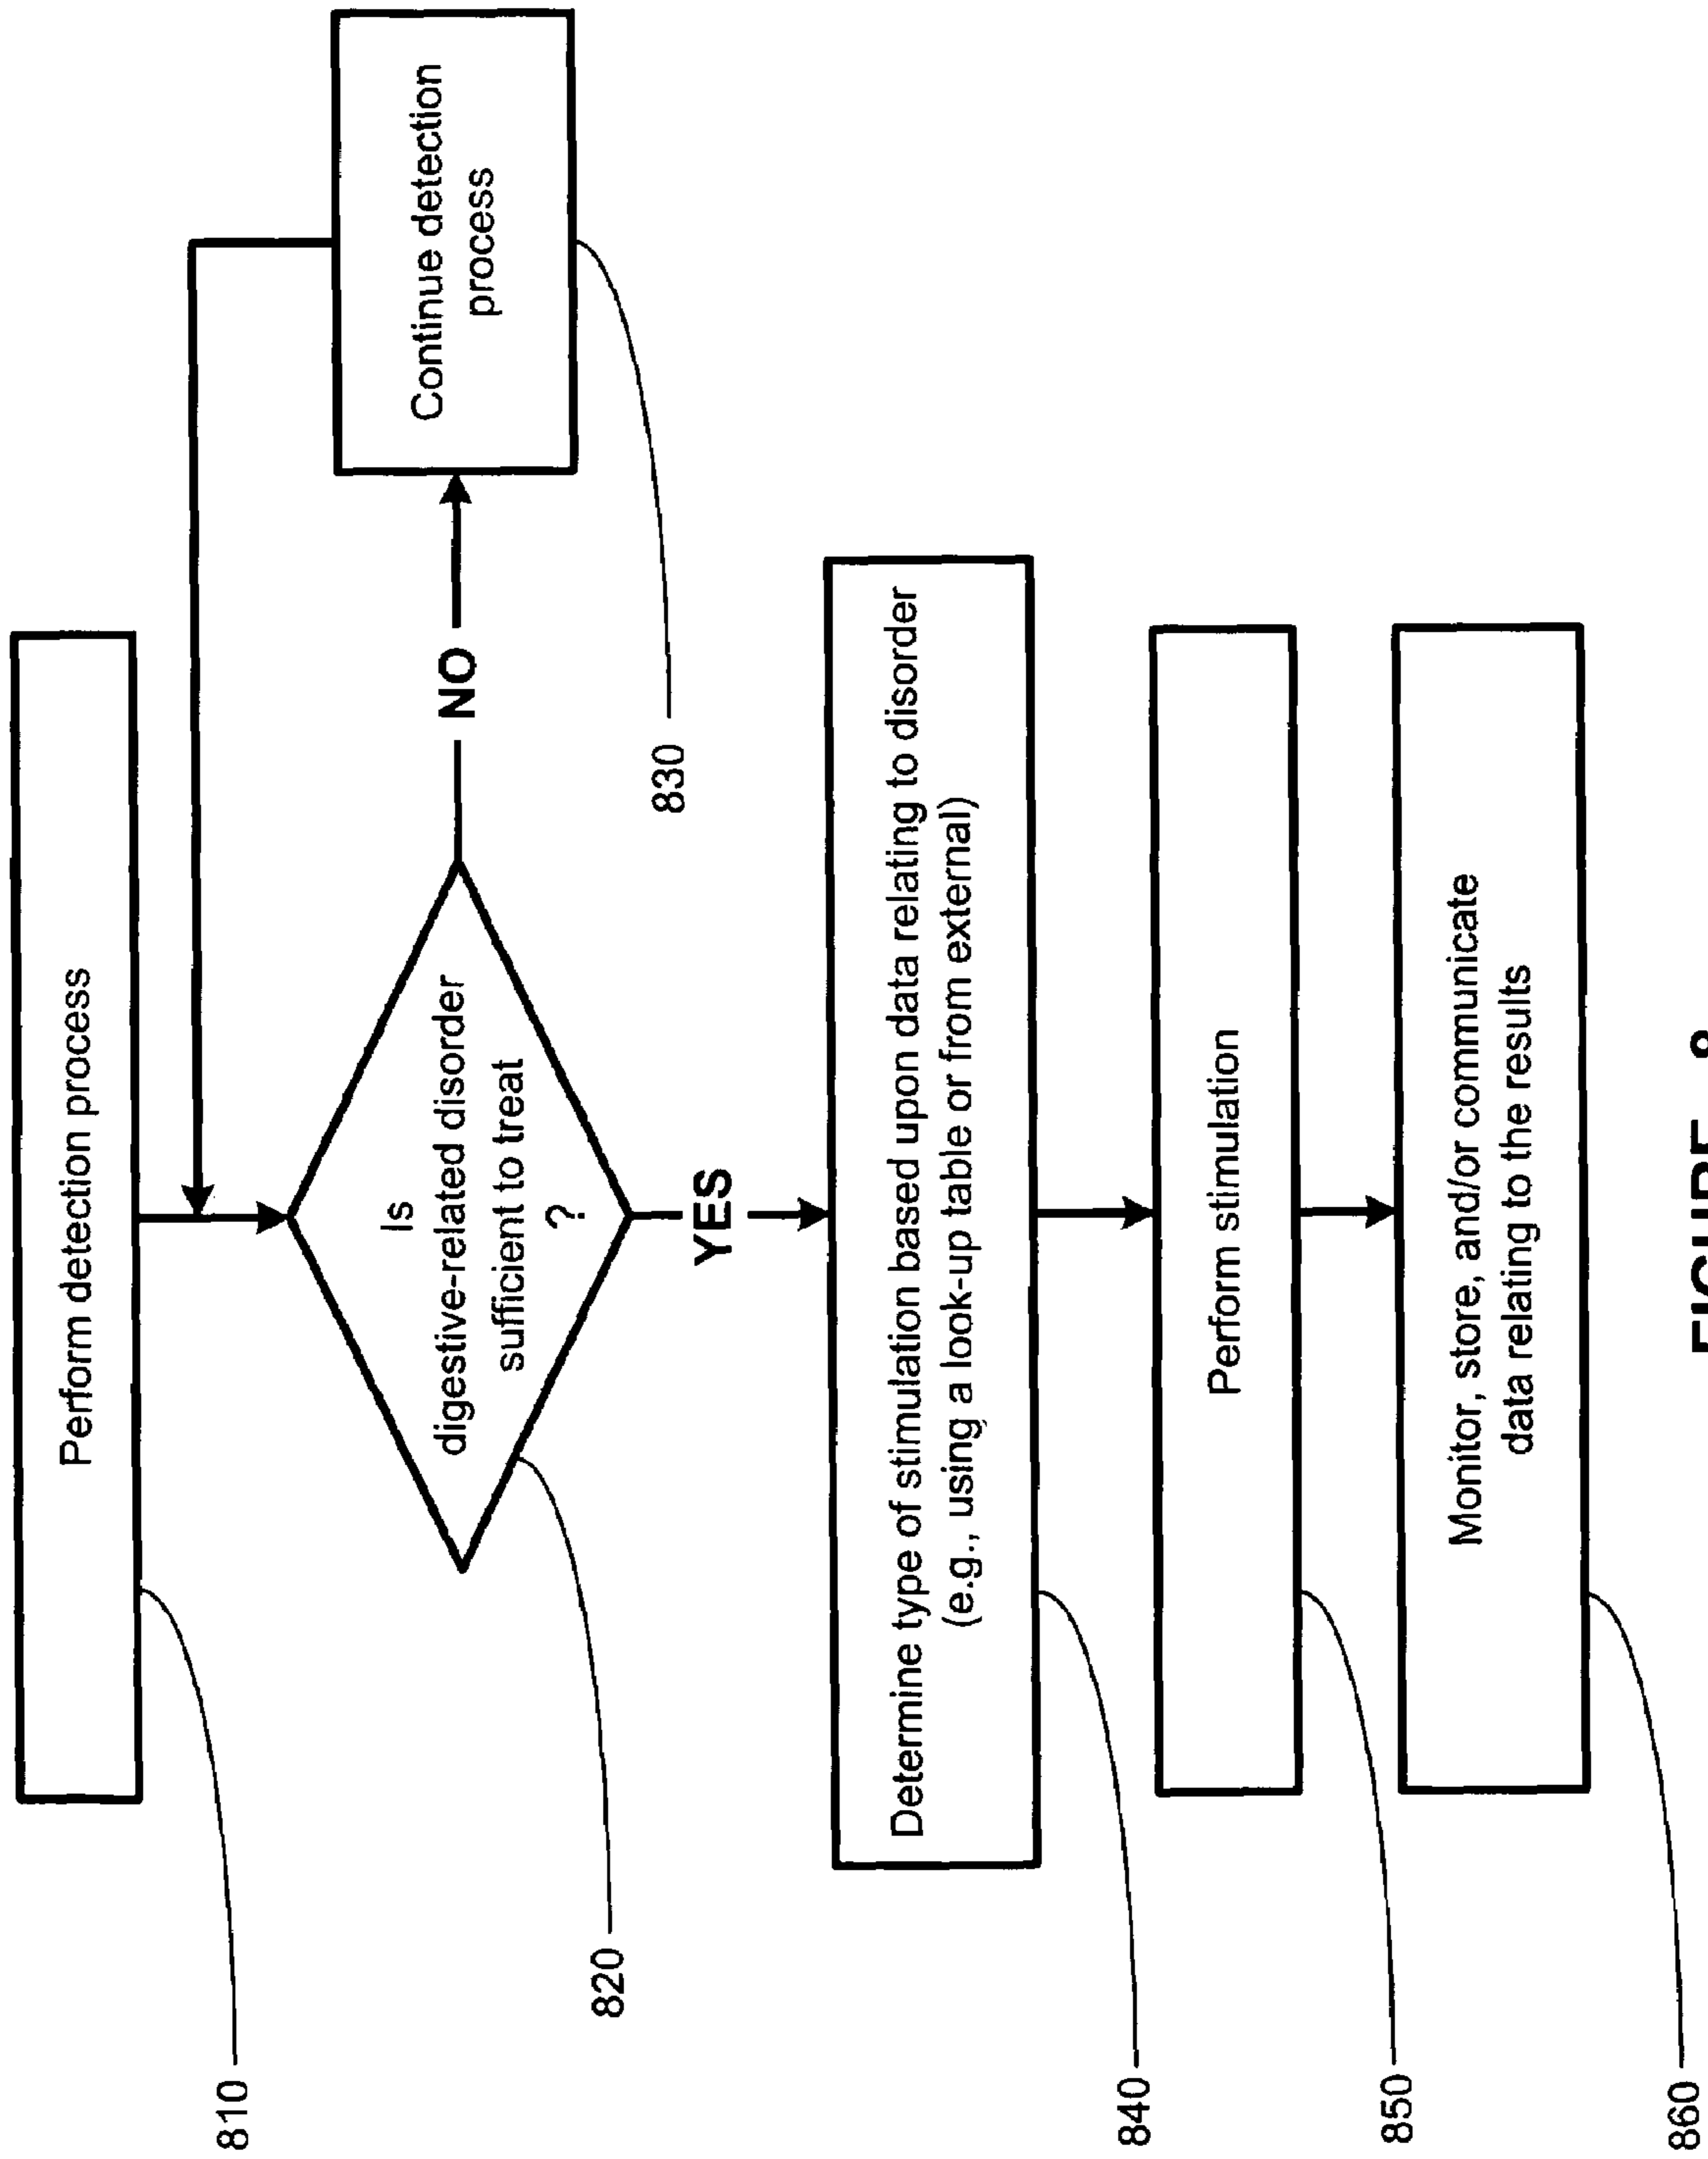 Perform detection process
810
Is
digestive-related disorder
sufficient to treat
?
820
NO
Continue detection
process
830
YES
Determine type of stimulation based upon data relating to disorder
(e.g., using a look-up table or from external)
840
Perform stimulation
850
Monitor, store, and/or communicate
data relating to the results
860
FIGURE 8